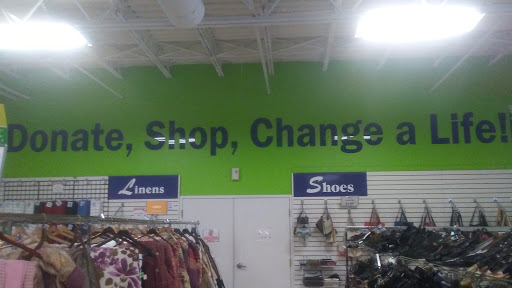 Donate, Shop, Change a Life!
Linens
Shoes